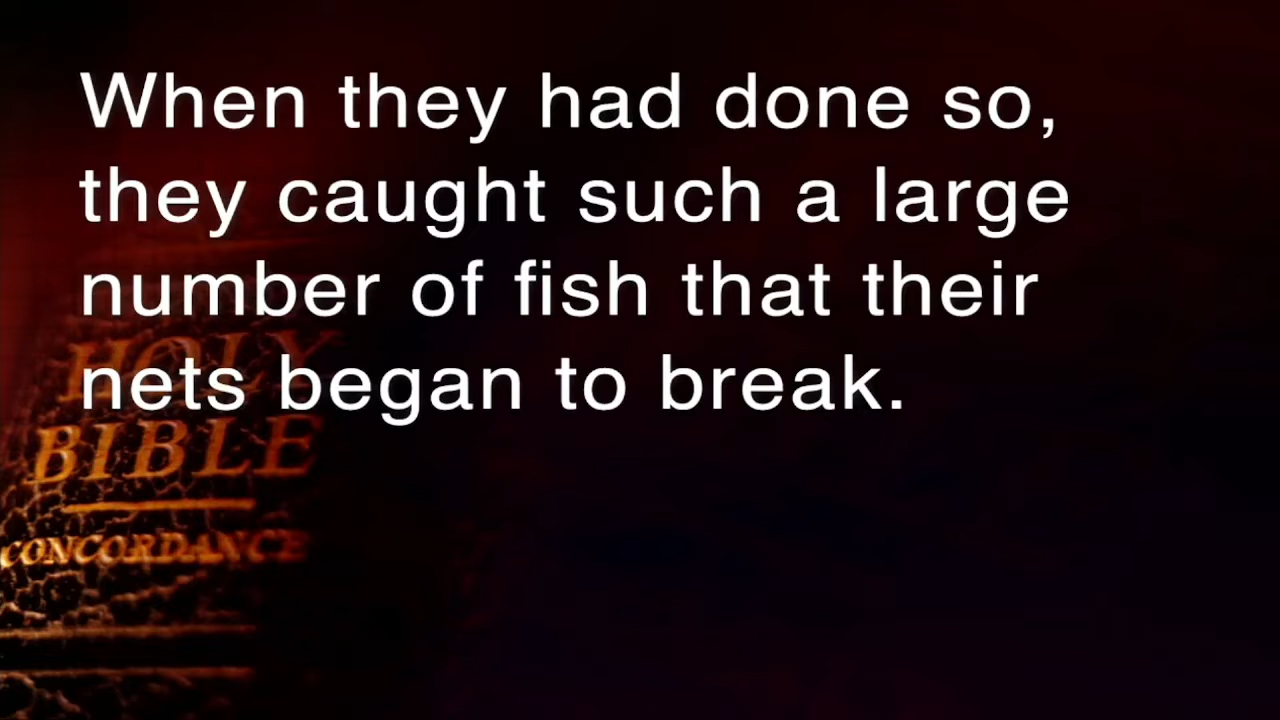 When they had done so,
they caught such a large
number of fish that their
nets began to break.
HOLY
BIBLE
CONCORDANCE